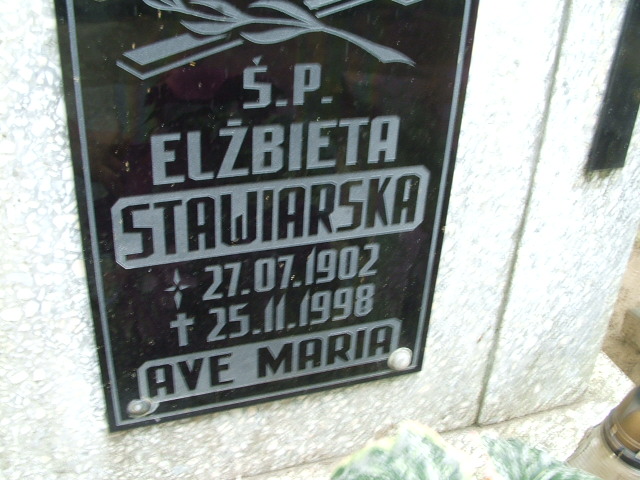 Ś.P.
ELŻBIETA
STAWIARSKA
27.07.1902
✝ 25.11.1998
AVE MARIA